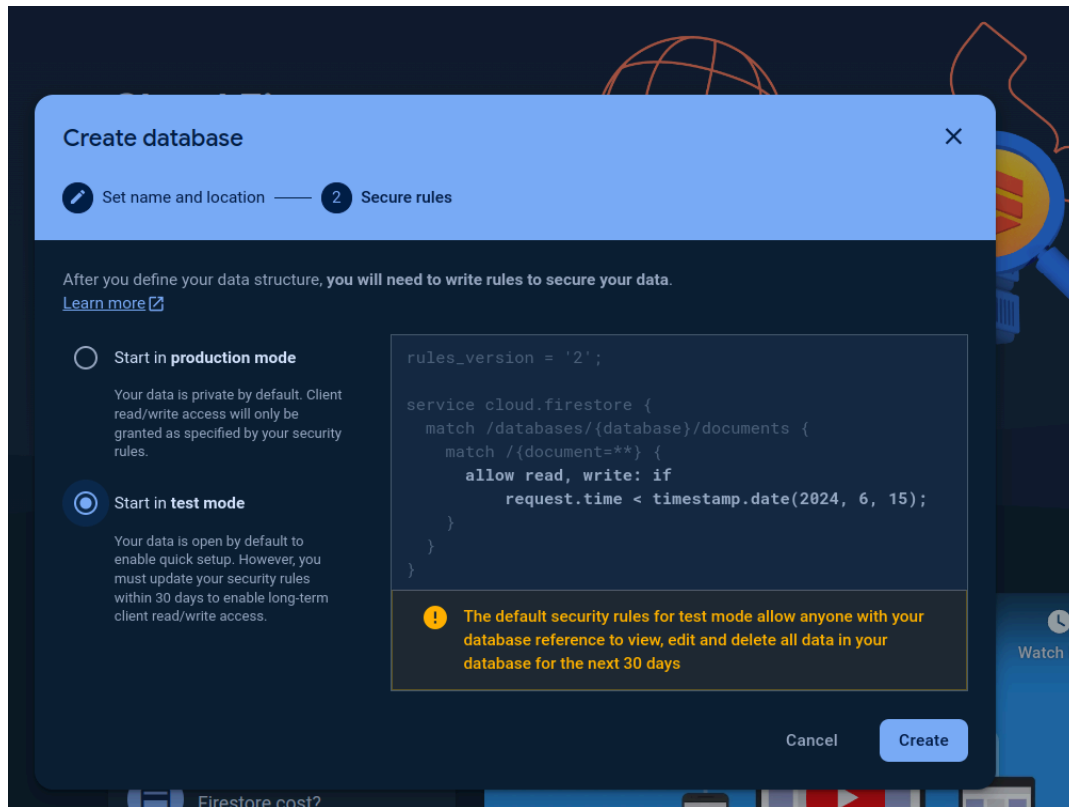 Create database
Set name and location
2
Secure rules
After you define your data structure, you will need to write rules to secure your data.
Learn more
Start in production mode
Your data is private by default. Client
read/write access will only be
granted as specified by your security
rules.
Start in test mode
Your data is open by default to
enable quick setup. However, you
must update your security rules
within 30 days to enable long-term
client read/write access.
rules_version = '2';
service cloud.firestore {
match /databases/{database}/documents {
match /{document=**} {
allow read, write: if
request.time < timestamp.date(2024, 6, 15);
}
}
}
The default security rules for test mode allow anyone with your
database reference to view, edit and delete all data in your
database for the next 30 days
Watch
Cancel
Create
Firestore cost?